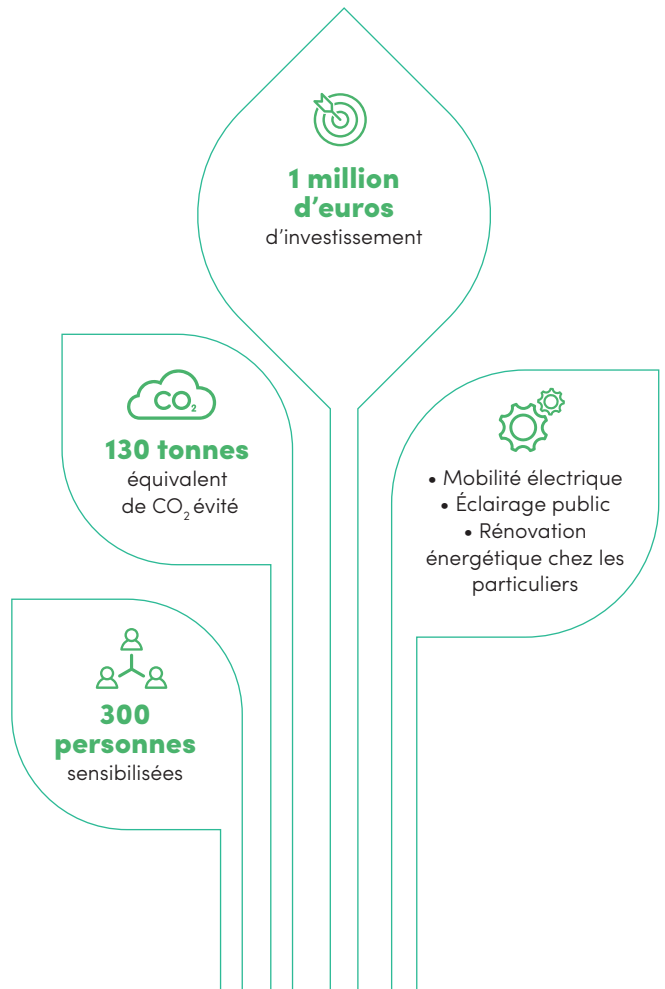 1 million
d’euros
d’investissement
CO₂
130 tonnes
équivalent
de CO₂ évité
• Mobilité électrique
• Éclairage public
• Rénovation
énergétique chez les
particuliers
300
personnes
sensibilisées